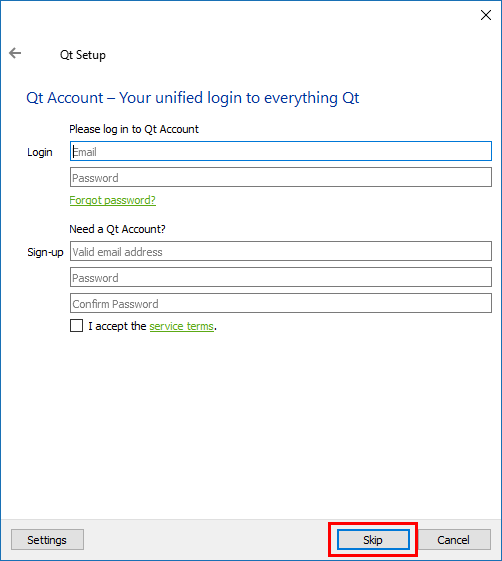 Qt Setup
Qt Account – Your unified login to everything Qt
Please log in to Qt Account
Login
Email
Password
Forgot password?
Need a Qt Account?
Sign-up
Valid email address
Password
Confirm Password
I accept the service terms.
Settings
Skip
Cancel